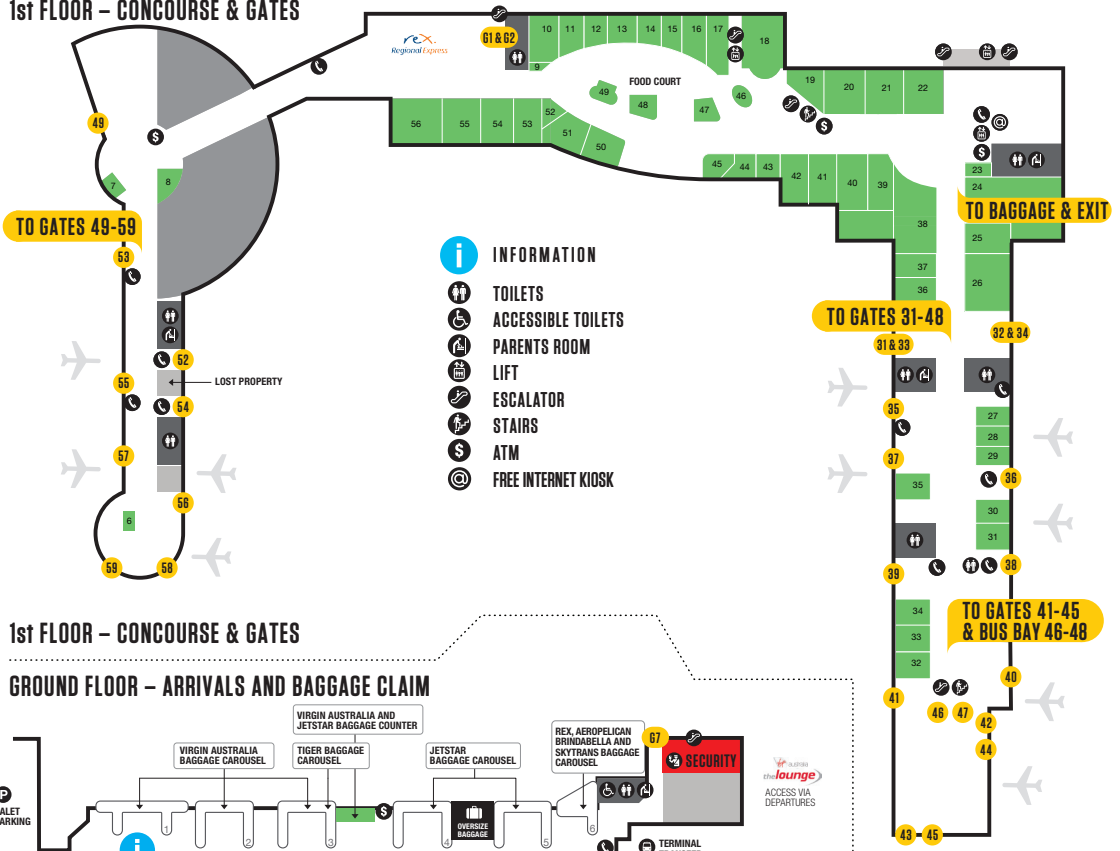 1st FLOOR – CONCOURSE & GATES
rex.
Regional Express
G1 & G2
10
11
12
13
14
15
16
17
18
9
FOOD COURT
49
48
47
46
19
20
21
22
$
@
56
55
54
53
52
51
50
45
44
43
42
41
40
39
38
37
36
$
23
24
TO BAGGAGE & EXIT
25
26
49
$
7
8
TO GATES 49-59
53
52
LOST PROPERTY
55
54
57
56
6
59
58
i INFORMATION
TOILETS
ACCESSIBLE TOILETS
PARENTS ROOM
LIFT
ESCALATOR
STAIRS
$ ATM
@ FREE INTERNET KIOSK
TO GATES 31-48
31 & 33
32 & 34
35
27
28
29
37
36
35
30
31
39
38
34
33
32
TO GATES 41-45
& BUS BAY 46-48
40
41
46
47
42
44
43
45
1st FLOOR – CONCOURSE & GATES
GROUND FLOOR – ARRIVALS AND BAGGAGE CLAIM
VIRGIN AUSTRALIA AND
JETSTAR BAGGAGE COUNTER
VIRGIN AUSTRALIA
BAGGAGE CAROUSEL
TIGER BAGGAGE
CAROUSEL
JETSTAR
BAGGAGE CAROUSEL
REX, AEROPELICAN
BRINDABELLA AND
SKYTRANS BAGGAGE
CAROUSEL
G7
SECURITY
australia
the lounge
ACCESS VIA
DEPARTURES
P
ALET
ARKING
1
2
3
$
4
OVERSIZE
BAGGAGE
5
6
i
TERMINAL